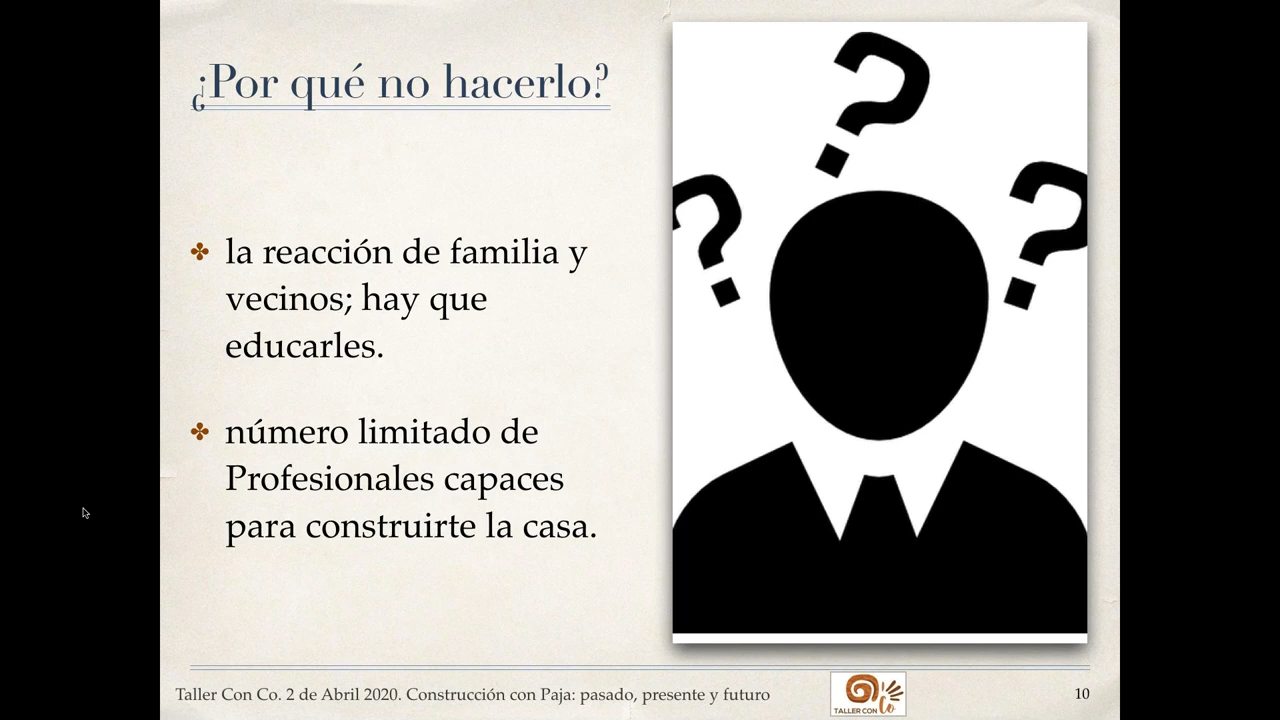 ¿Por qué no hacerlo?
la reacción de familia y
vecinos; hay que
educarles.
número limitado de
Profesionales capaces
para construirte la casa.
? ? ?
Taller Con Co. 2 de Abril 2020. Construcción con Paja: pasado, presente y futuro
TALLER CON Co
10